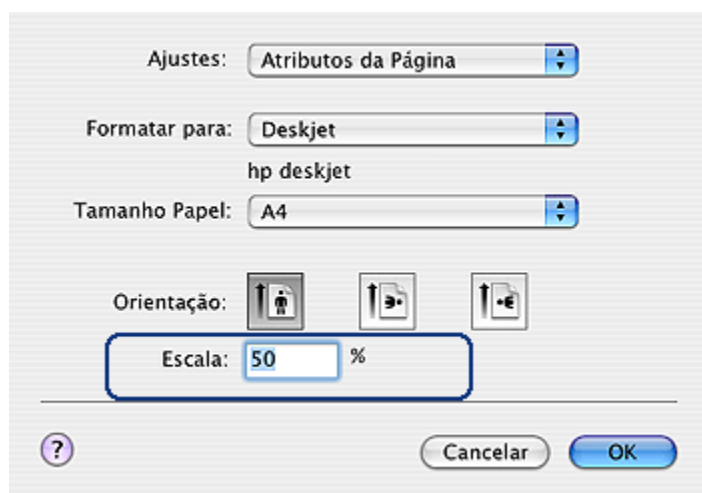 Ajustes: Atributos da Página
Formatar para: Deskjet
hp deskjet
Tamanho Papel: A4
Orientação:
Escala: 50 %
? Cancelar OK